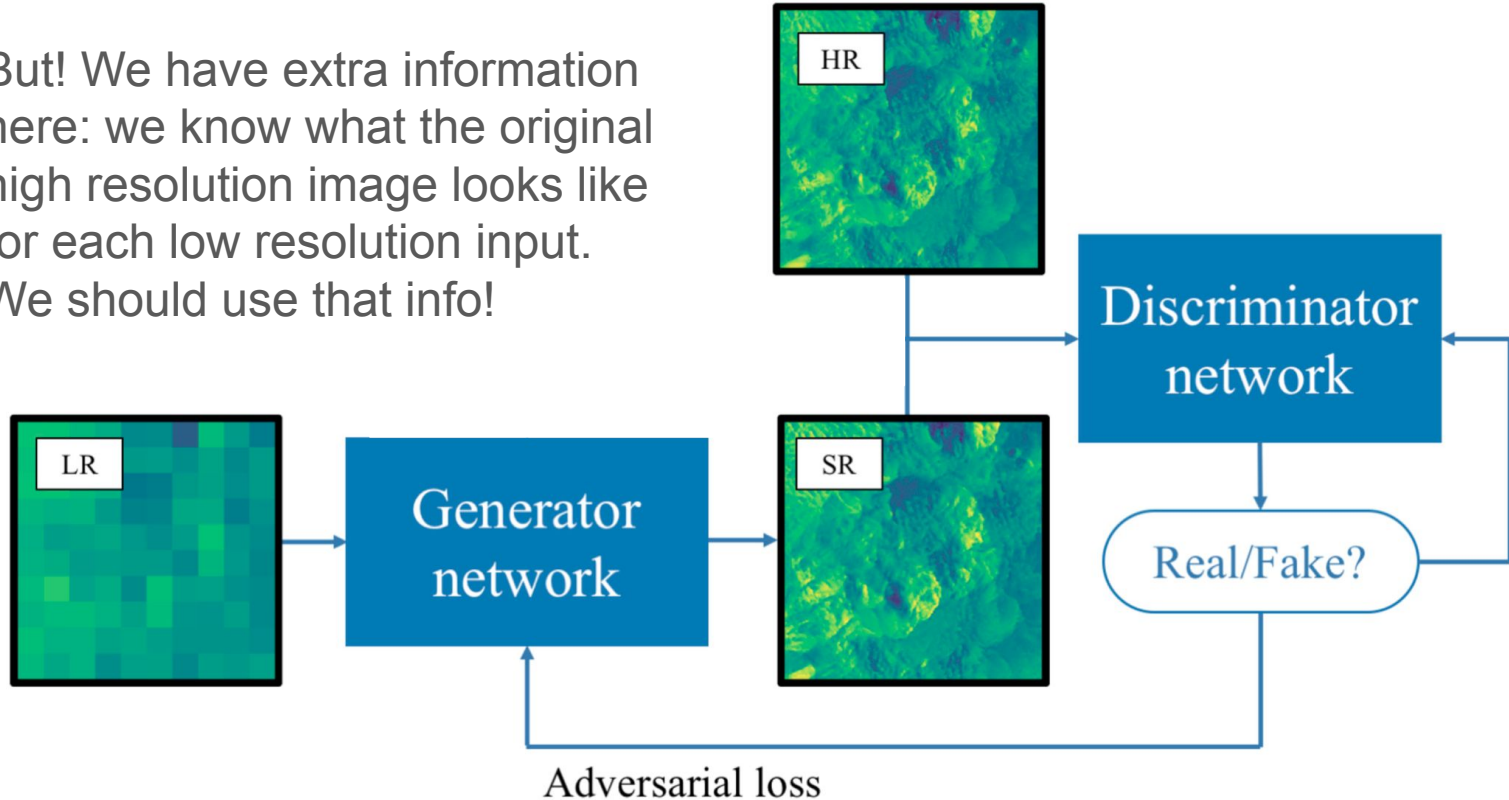 But! We have extra information
here: we know what the original
high resolution image looks like
for each low resolution input.
We should use that info!
HR
Discriminator
network
LR
Generator
network
SR
Real/Fake?
Adversarial loss